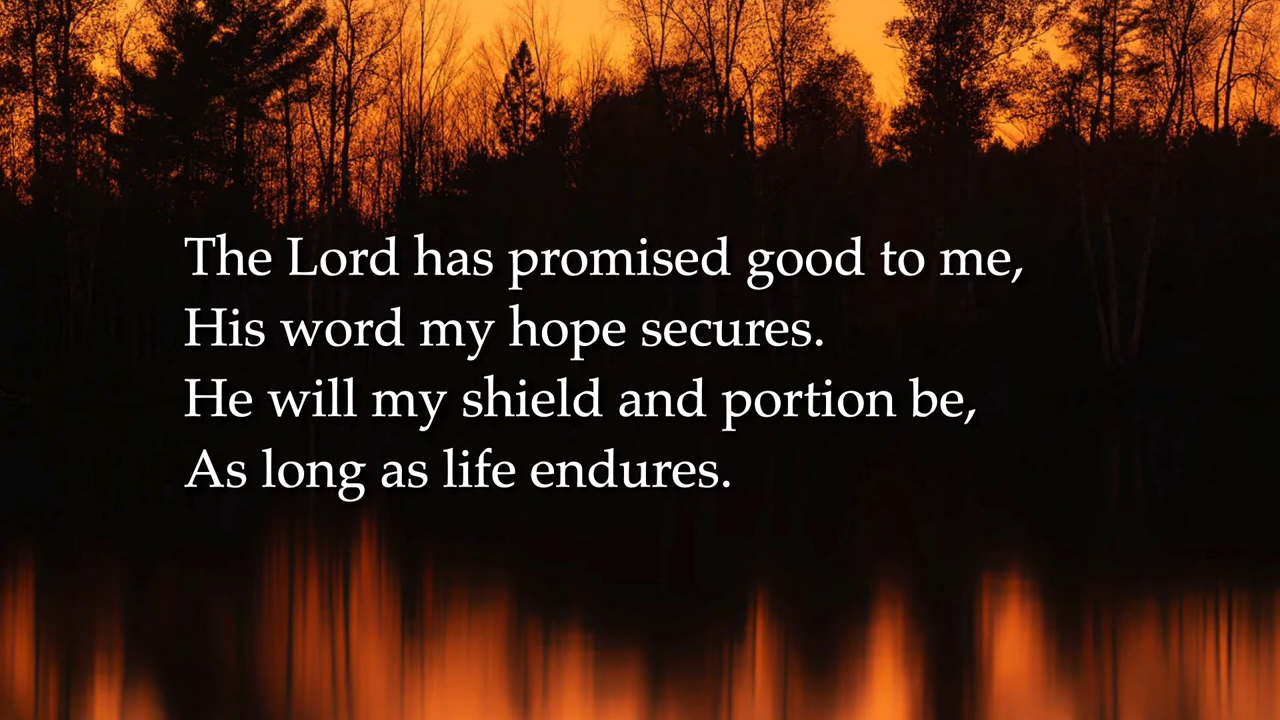 The Lord has promised good to me,
His word my hope secures.
He will my shield and portion be,
As long as life endures.